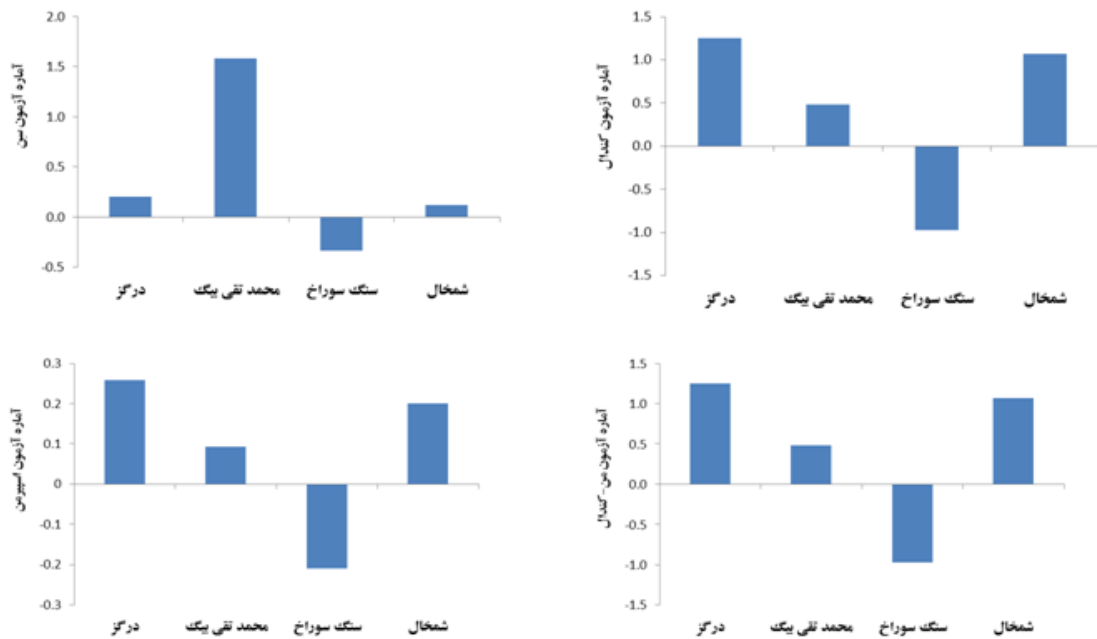 آماره آزمون سن
2.0
1.5
1.0
0.5
0.0
-0.5
درگز
محمد تقی بیگ
سنگ سوراخ
شمخال
آماره آزمون کندال
1.5
1.0
0.5
0.0
-0.5
-1.0
-1.5
درگز
محمد تقی بیگ
سنگ سوراخ
شمخال
آماره آزمون اسپیرمن
0.3
0.2
0.1
0
-0.1
-0.2
-0.3
درگز
محمد تقی بیگ
سنگ سوراخ
شمخال
آماره آزمون من-کندال
1.5
1.0
0.5
0.0
-0.5
-1.0
-1.5
درگز
محمد تقی بیگ
سنگ سوراخ
شمخال